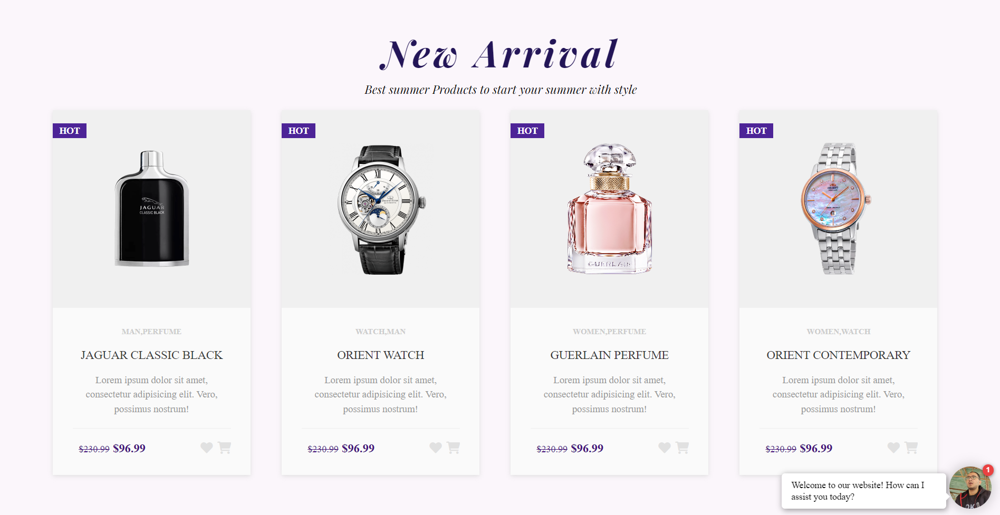 New Arrival
Best summer Products to start your summer with style
HOT
JAGUAR
CLASSIC BLACK
MAN,PERFUME
JAGUAR CLASSIC BLACK
Lorem ipsum dolor sit amet,
consectetur adipisicing elit. Vero,
possimus nostrum!
$230.99 $96.99
HOT
ORIENT STAR
AUTOMATIC
WATCH,MAN
ORIENT WATCH
Lorem ipsum dolor sit amet,
consectetur adipisicing elit. Vero,
possimus nostrum!
$230.99 $96.99
HOT
GUERLAIN
WOMEN,PERFUME
GUERLAIN PERFUME
Lorem ipsum dolor sit amet,
consectetur adipisicing elit. Vero,
possimus nostrum!
$230.99 $96.99
HOT
ORIENT
WOMEN,WATCH
ORIENT CONTEMPORARY
Lorem ipsum dolor sit amet,
consectetur adipisicing elit. Vero,
possimus nostrum!
$230.99 $96.99
Welcome to our website! How can I
assist you today?
1